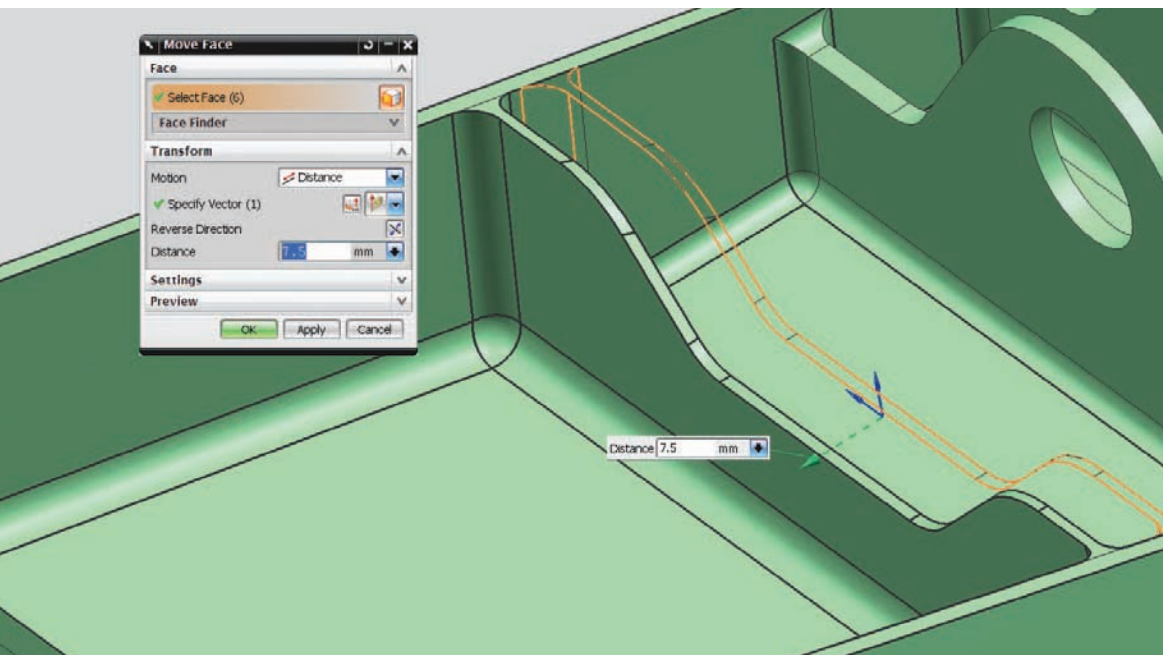 Move Face
Face
Select Face (6)
Face Finder
Transform
Motion Distance
Specify Vector (1)
Reverse Direction
Distance 7.5 mm
Settings
Preview
OK Apply Cancel
Distance 7.5 mm